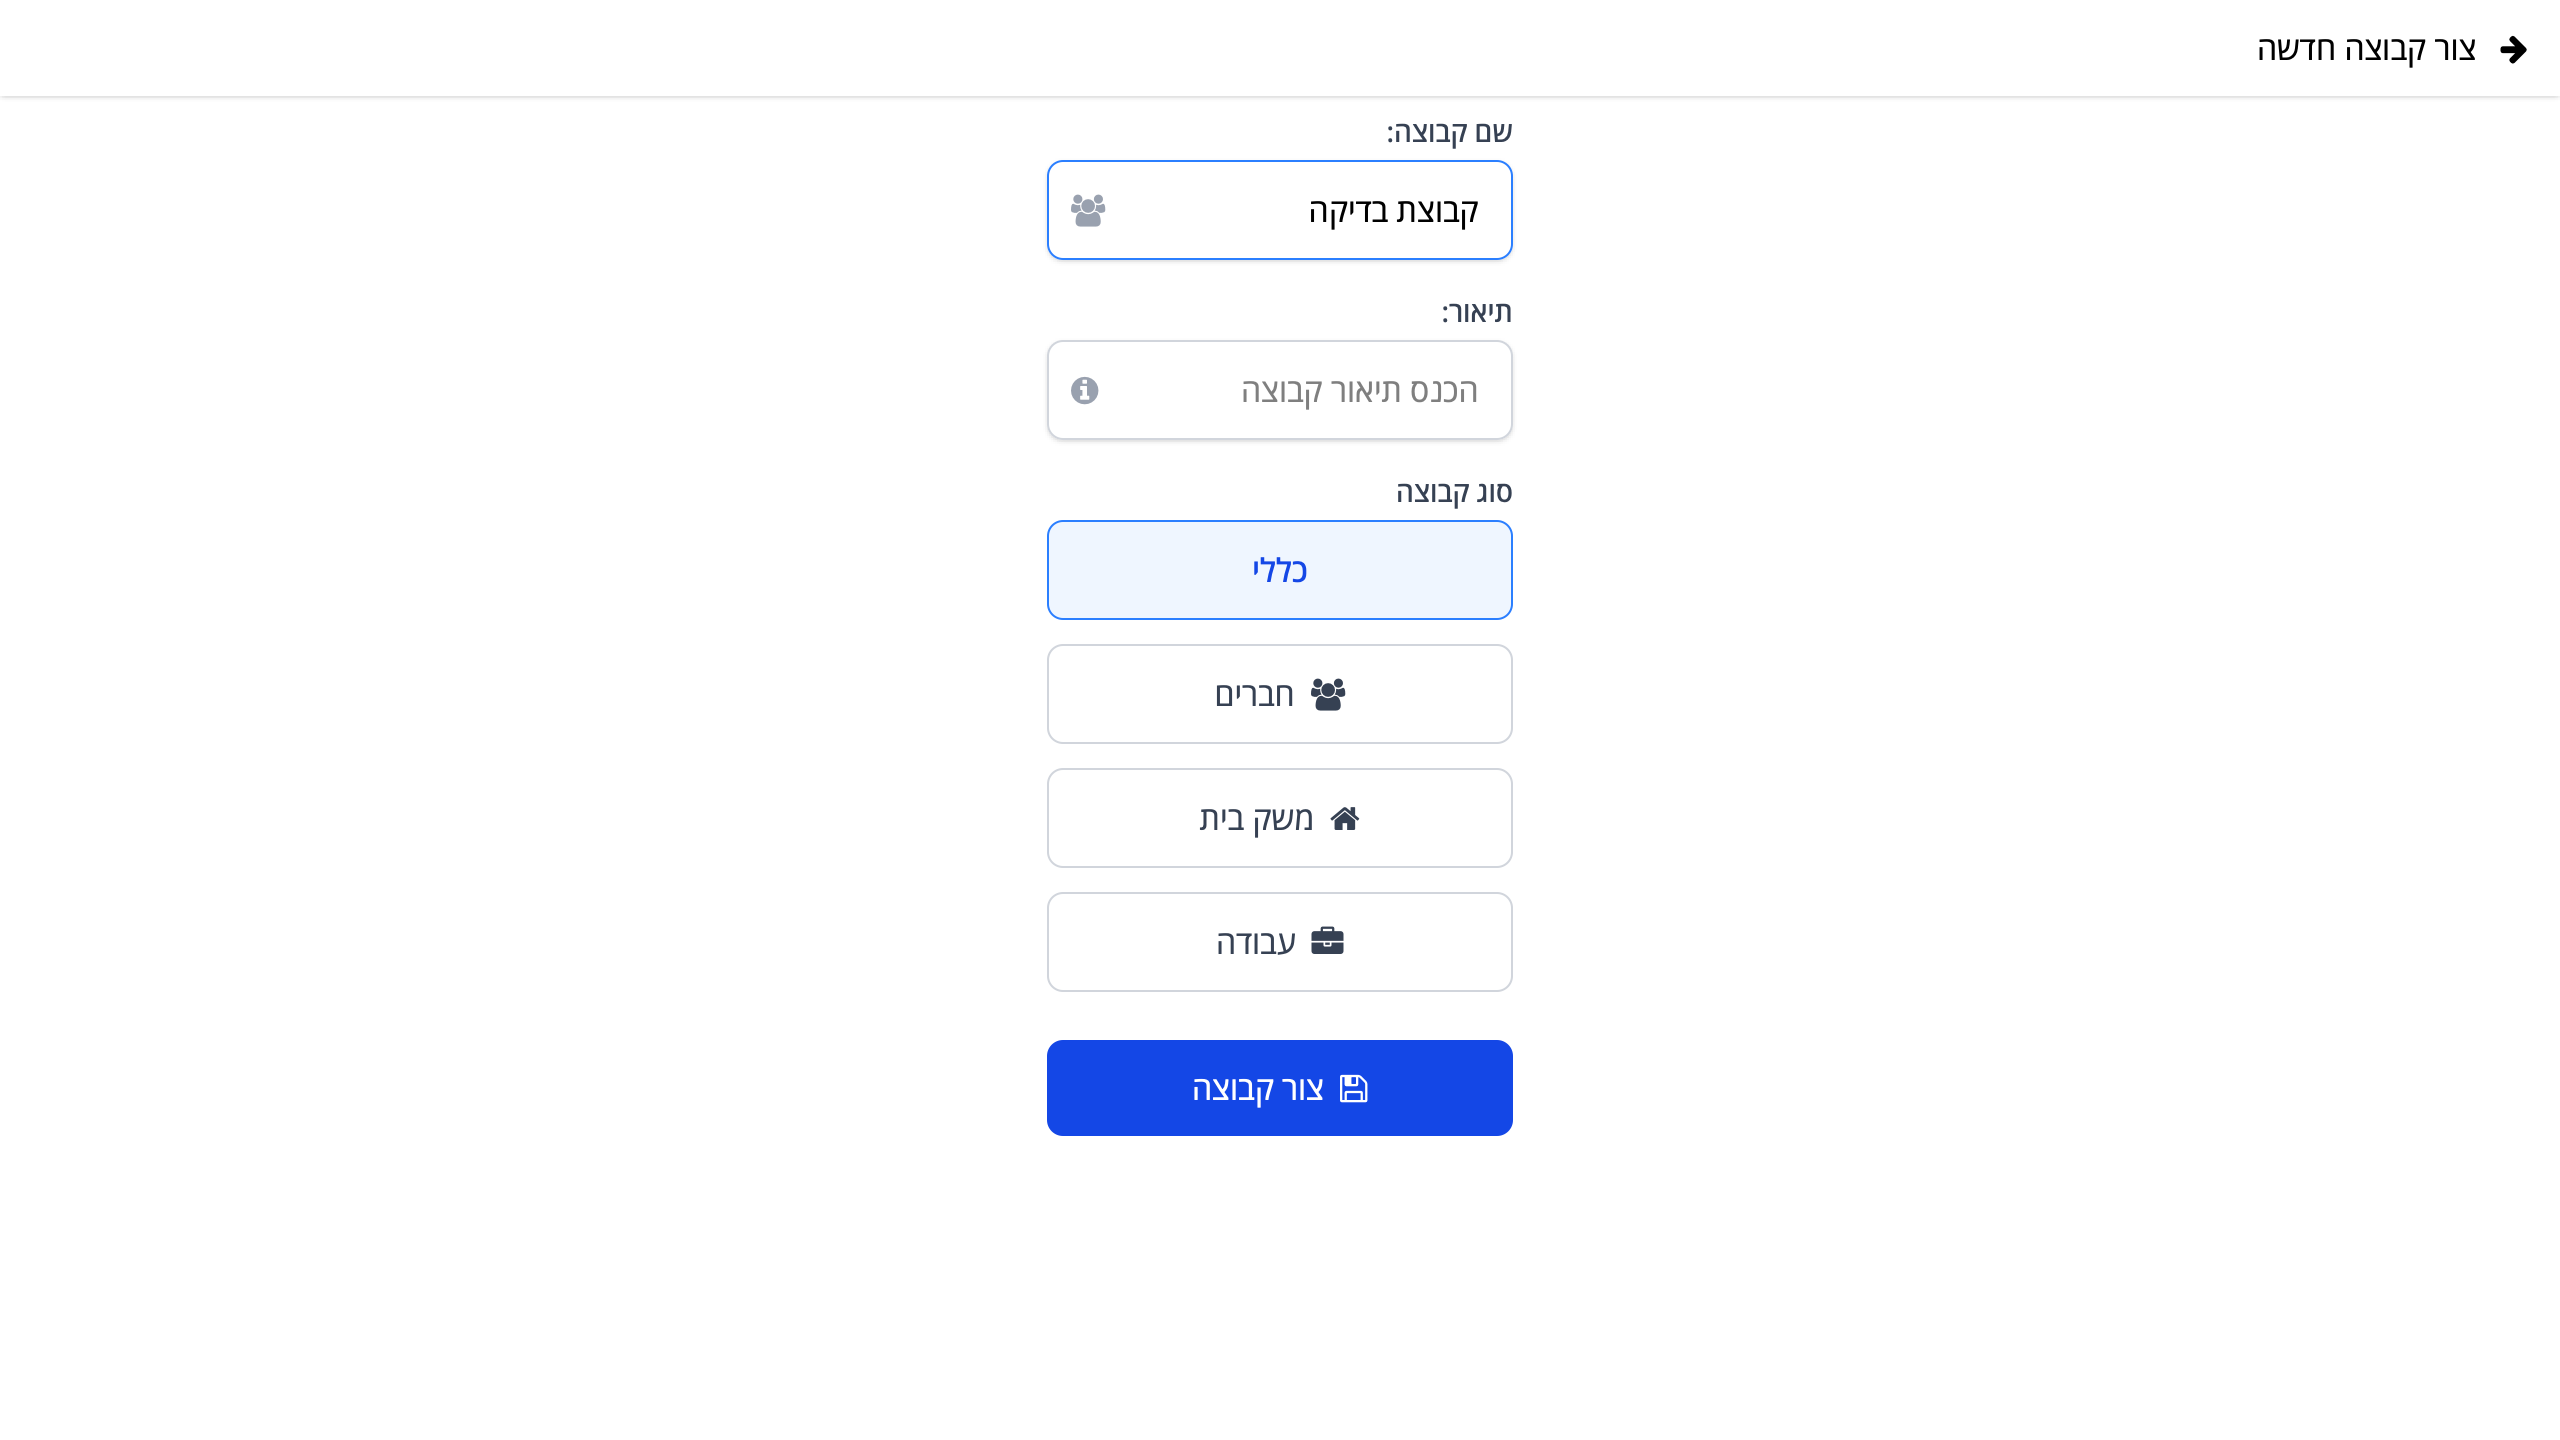 צור קבוצה חדשה
שם קבוצה:
קבוצת בדיקה
תיאור:
הכנס תיאור קבוצה
סוג קבוצה
כללי
חברים
משק בית
עבודה
צור קבוצה